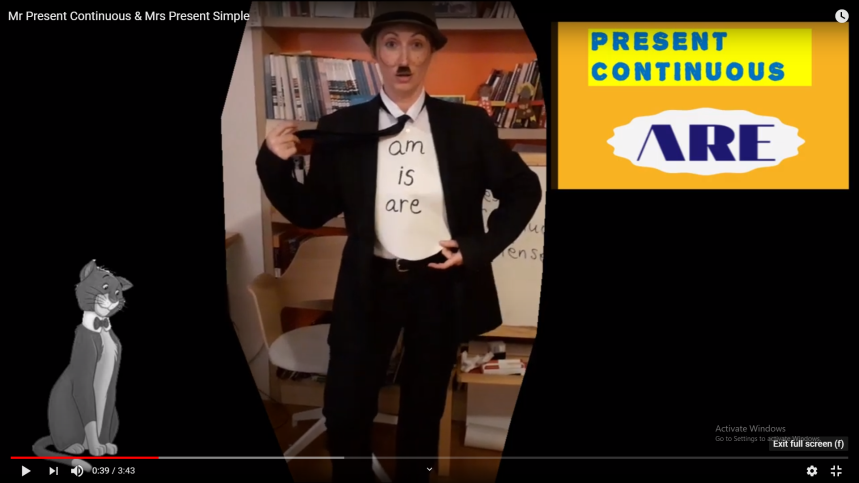 Mr Present Continuous & Mrs Present Simple
PRESENT
CONTINUOUS
ARE
am
is
are
ense
Activate Windows
Go to Settings to activate Windows.
Exit full screen (f)
0:39 / 3:43